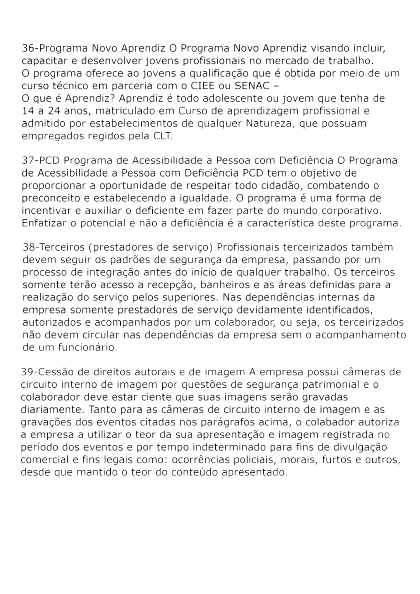 36-Programa Novo Aprendiz O Programa Novo Aprendiz visando incluir,
capacitar e desenvolver jovens profissionais no mercado de trabalho.
O programa oferece ao jovens a qualificação que é obtida por meio de um
curso técnico em parceria com o CIEE ou SENAC –
O que é Aprendiz? Aprendiz é todo adolescente ou jovem que tenha de
14 a 24 anos, matriculado em Curso de aprendizagem profissional e
admitido por estabelecimentos de qualquer Natureza, que possuam
empregados regidos pela CLT.
37-PCD Programa de Acessibilidade a Pessoa com Deficiência O Programa
de Acessibilidade a Pessoa com Deficiência PCD tem o objetivo de
proporcionar a oportunidade de respeitar todo cidadão, combatendo o
preconceito e estabelecendo a igualdade. O programa é uma forma de
incentivar e auxiliar o deficiente em fazer parte do mundo corporativo.
Enfatizar o potencial e não a deficiência é a característica deste programa.
38-Terceiros (prestadores de serviço) Profissionais terceirizados também
devem seguir os padrões de segurança da empresa, passando por um
processo de integração antes do início de qualquer trabalho. Os terceiros
somente terão acesso a recepção, banheiros e as áreas definidas para a
realização do serviço pelos superiores. Nas dependências internas da
empresa somente prestadores de serviço devidamente identificados,
autorizados e acompanhados por um colaborador, ou seja, os terceirizados
não devem circular nas dependências da empresa sem o acompanhamento
de um funcionário.
39-Cessão de direitos autorais e de imagem A empresa possui câmeras de
circuito interno de imagem por questões de segurança patrimonial e o
colaborador deve estar ciente que suas imagens serão gravadas
diariamente. Tanto para as câmeras de circuito interno de imagem e as
gravações dos eventos citadas nos parágrafos acima, o colabador autoriza
a empresa a utilizar o teor da sua apresentação e imagem registrada no
período dos eventos e por tempo indeterminado para fins de divulgação
comercial e fins legais como: ocorrências policiais, morais, furtos e outros,
desde que mantido o teor do conteúdo apresentado.